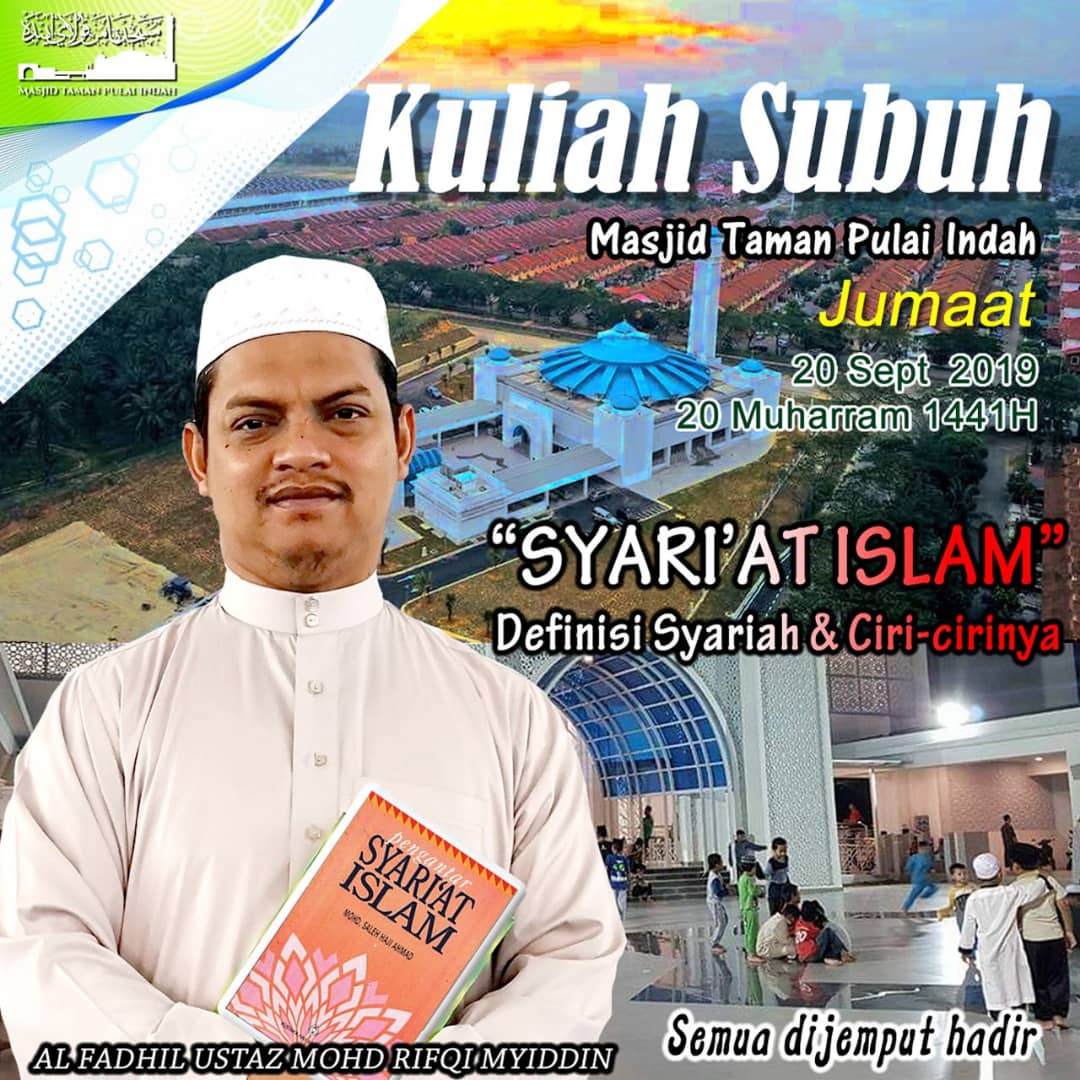 MASJID TAMAN PULAI INDAH
Kuliah Subuh
Masjid Taman Pulai Indah
Jumaat
20 Sept 2019
20 Muharram 1441H
“SYARI’AT ISLAM”
Definisi Syariah & Ciri-cirinya
pengantar
SYARI'AT
ISLAM
MOHD. SALEH HAJI AHMAD
AL FADHIL USTAZ MOHD RIFQI MYIDDIN
Semua dijemput hadir